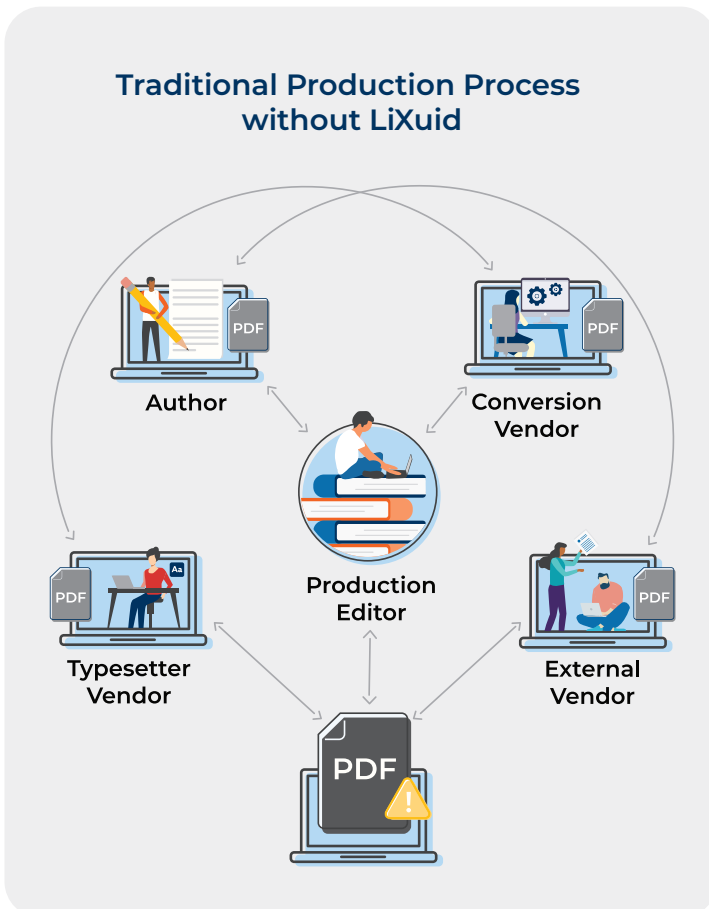 Traditional Production Process
without LiXuid
PDF
PDF
Author
Conversion
Vendor
Aa
PDF
PDF
Production
Editor
Typesetter
Vendor
External
Vendor
PDF
!